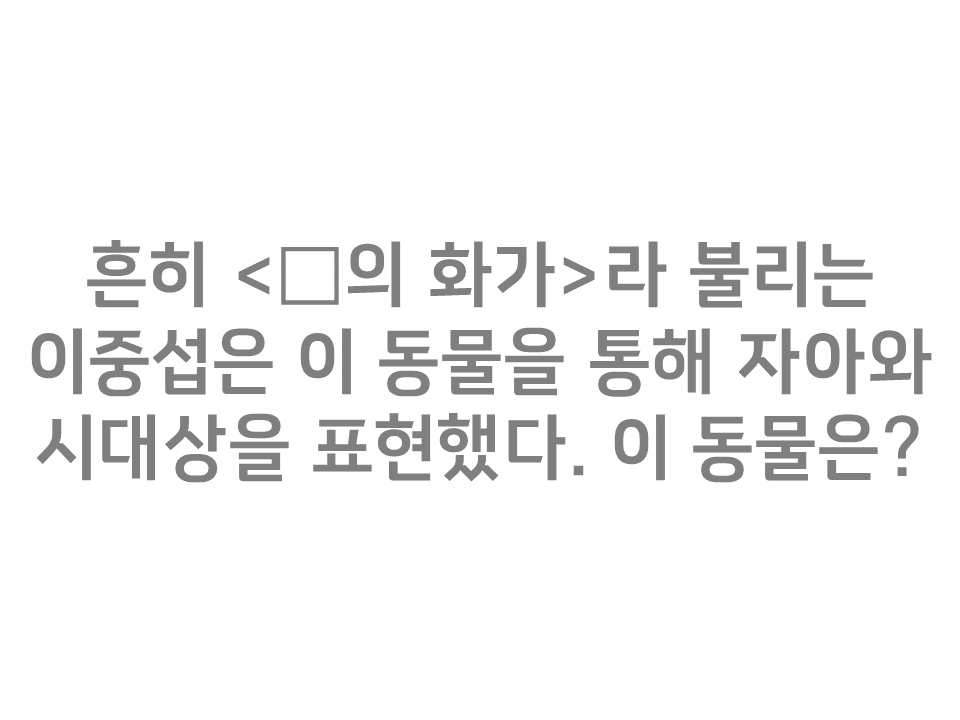 흔히 <□의 화가>라 불리는
이중섭은 이 동물을 통해 자아와
시대상을 표현했다. 이 동물은?